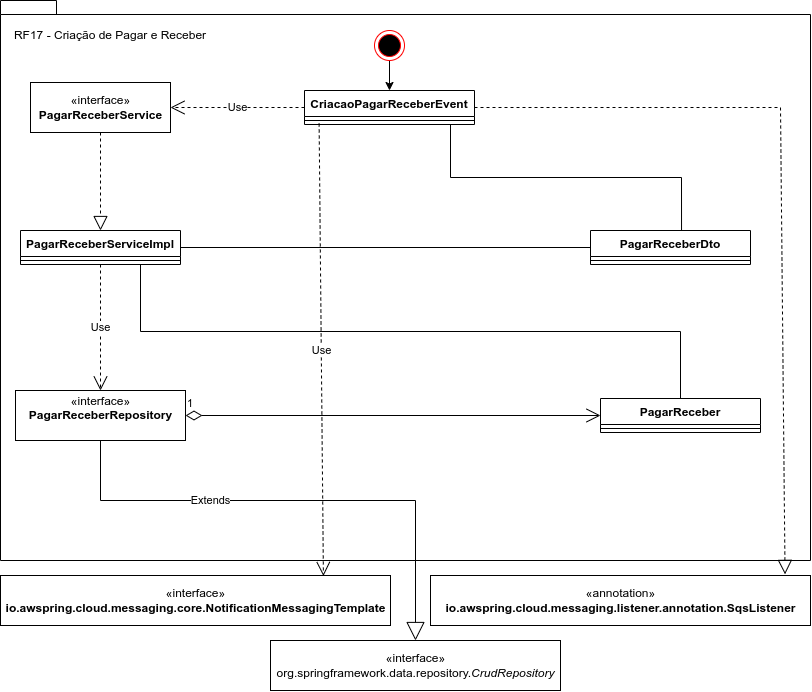 RF17 - Criação de Pagar e Receber
«interface»
PagarReceberService
Use
CriacaoPagarReceberEvent
PagarReceberServiceImpl
PagarReceberDto
Use
Use
«interface»
PagarReceberRepository
1
PagarReceber
Extends
«interface»
io.awspring.cloud.messaging.core.NotificationMessagingTemplate
«annotation»
io.awspring.cloud.messaging.listener.annotation.SqsListener
«interface»
org.springframework.data.repository.CrudRepository